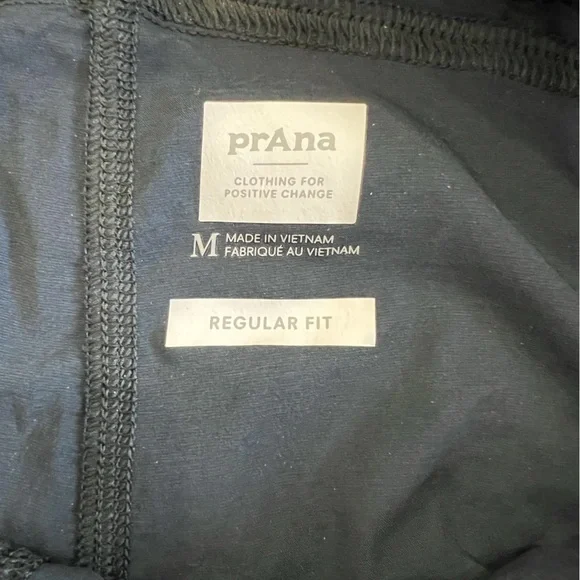 prAna
CLOTHING FOR
POSITIVE CHANGE
M MADE IN VIETNAM
FABRIQUÉ AU VIETNAM
REGULAR FIT